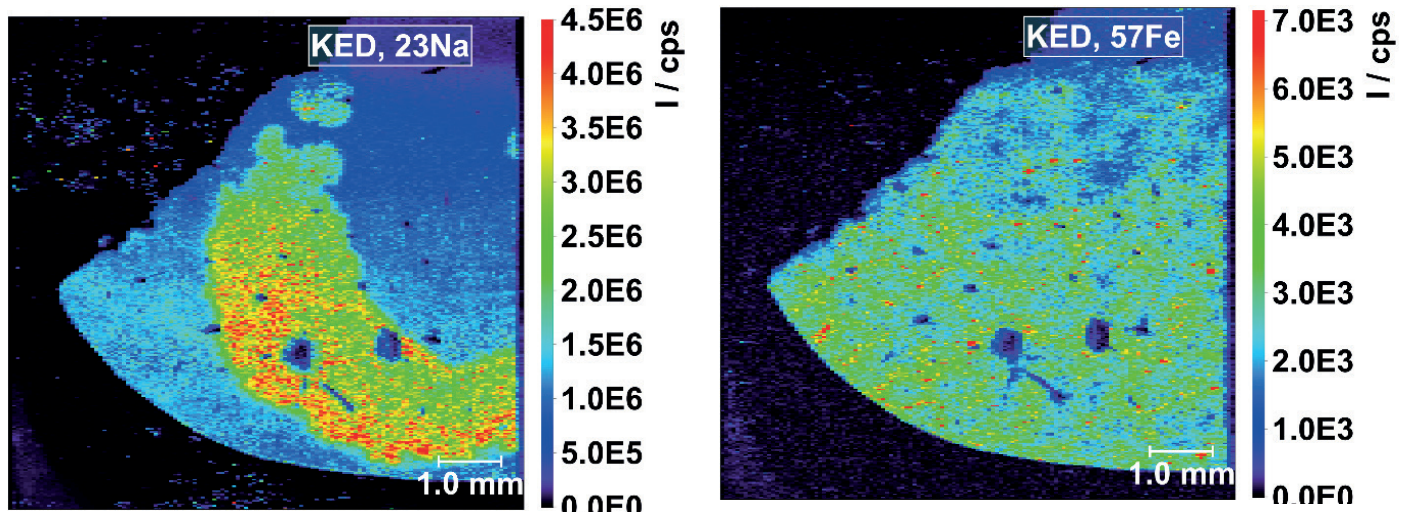 KED, 23Na
4.5E6
4.0E6
3.5E6
3.0E6
2.5E6
2.0E6
1.5E6
1.0E6
5.0E5
0.0E0
I / cps
1.0 mm
KED, 57Fe
7.0E3
6.0E3
5.0E3
4.0E3
3.0E3
2.0E3
1.0E3
0.0E0
I / cps
1.0 mm